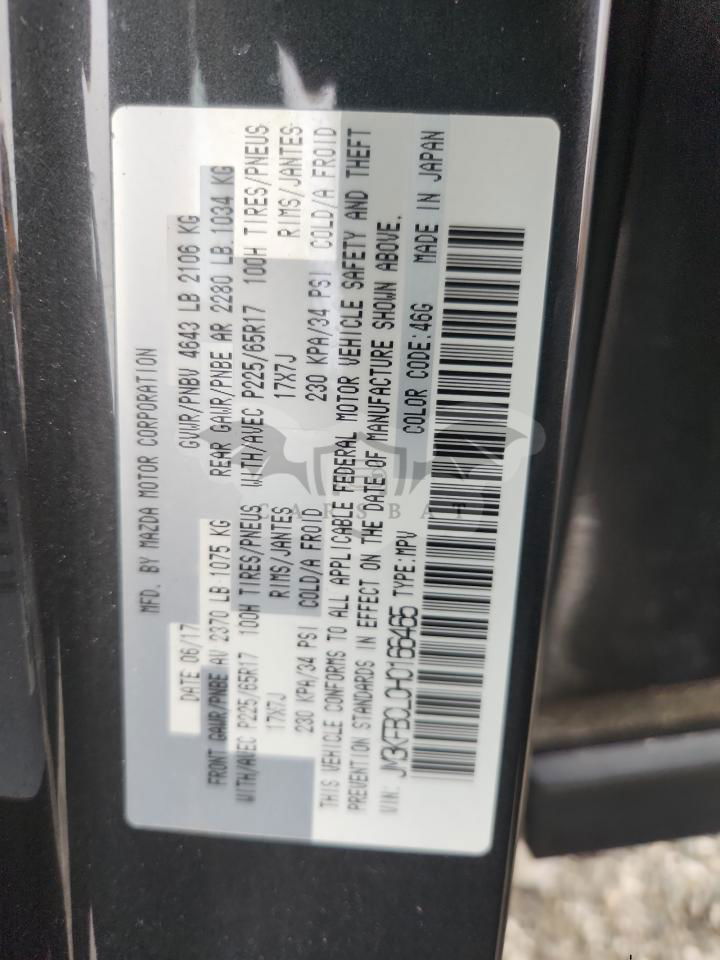 MFD. BY MAZDA MOTOR CORPORATION
DATE 06/17 GVWR/PNBV 4643 LB 2106 KG
FRONT GAWR/PNBE AV 2370 LB 1075 KG REAR GAWR/PNBE AR 2280 LB 1034 KG
WITH/AVEC P225/65R17 100H TIRES/PNEUS WITH/AVEC P225/65R17 100H TIRES/PNEUS
17X7J RIMS/JANTES 17X7J RIMS/JANTES
230 KPA/34 PSI COLD/A FROID 230 KPA/34 PSI COLD/A FROID
THIS VEHICLE CONFORMS TO ALL APPLICABLE FEDERAL MOTOR VEHICLE SAFETY AND THEFT
PREVENTION STANDARDS IN EFFECT ON THE DATE OF MANUFACTURE SHOWN ABOVE.
VIN: JM3KFBCL0H0166465 TYPE:MPV COLOR CODE:46G MADE IN JAPAN
CARSBAT